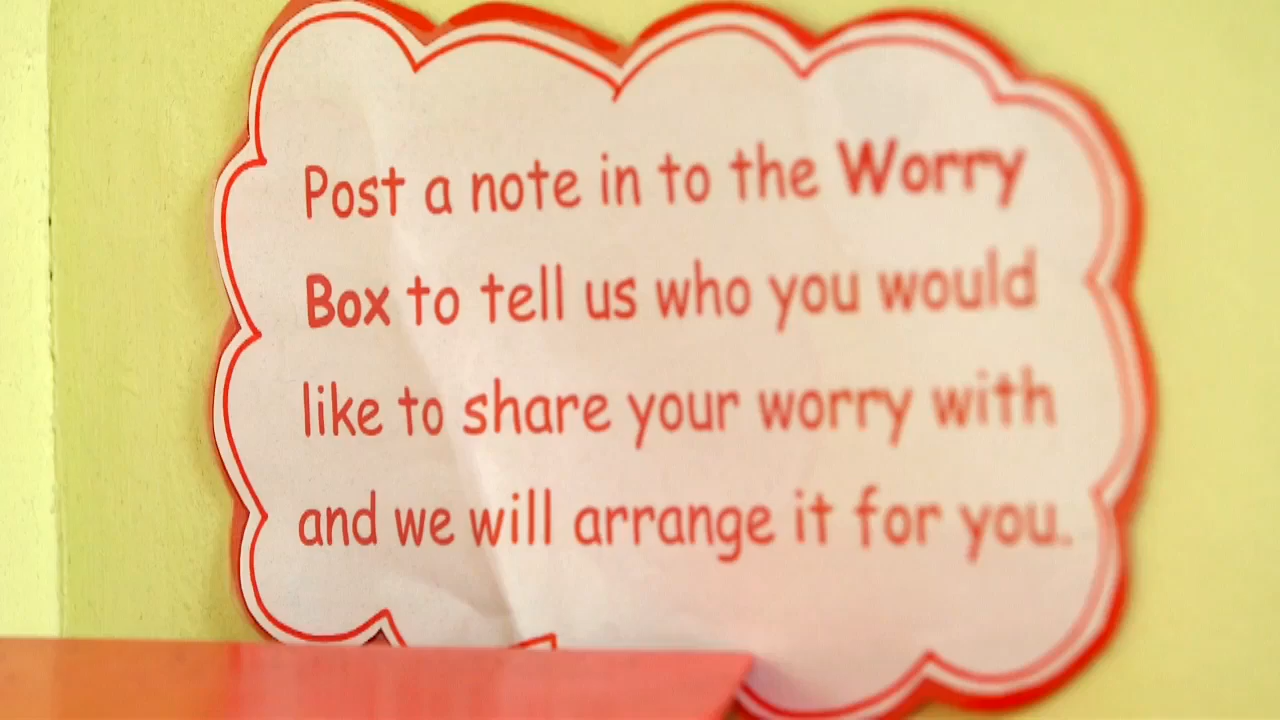 Post a note in to the Worry
Box to tell us who you would
like to share your worry with
and we will arrange it for you.